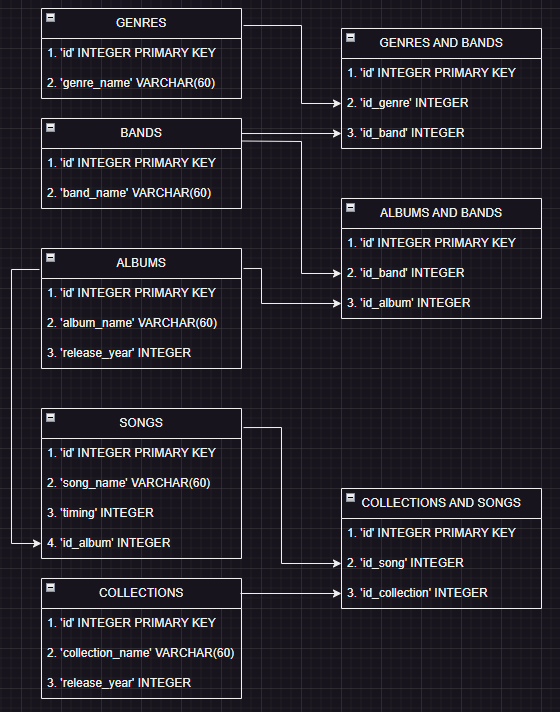 GENRES
1. 'id' INTEGER PRIMARY KEY
2. 'genre_name' VARCHAR(60)
GENRES AND BANDS
1. 'id' INTEGER PRIMARY KEY
2. 'id_genre' INTEGER
3. 'id_band' INTEGER
BANDS
1. 'id' INTEGER PRIMARY KEY
2. 'band_name' VARCHAR(60)
ALBUMS AND BANDS
1. 'id' INTEGER PRIMARY KEY
2. 'id_band' INTEGER
3. 'id_album' INTEGER
ALBUMS
1. 'id' INTEGER PRIMARY KEY
2. 'album_name' VARCHAR(60)
3. 'release_year' INTEGER
SONGS
1. 'id' INTEGER PRIMARY KEY
2. 'song_name' VARCHAR(60)
3. 'timing' INTEGER
4. 'id_album' INTEGER
COLLECTIONS AND SONGS
1. 'id' INTEGER PRIMARY KEY
2. 'id_song' INTEGER
3. 'id_collection' INTEGER
COLLECTIONS
1. 'id' INTEGER PRIMARY KEY
2. 'collection_name' VARCHAR(60)
3. 'release_year' INTEGER